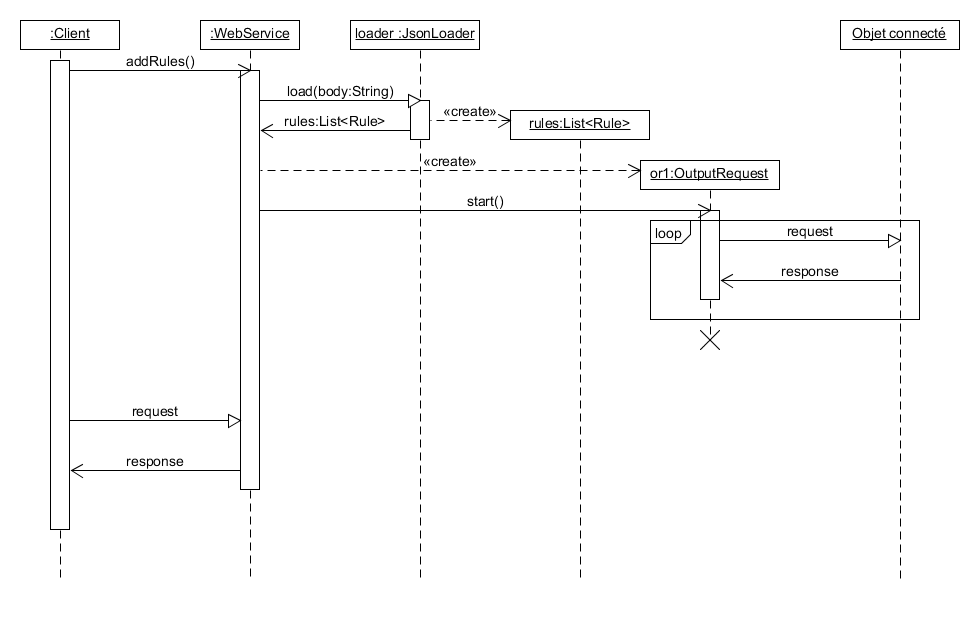 :Client
:WebService
loader :JsonLoader
Objet connecté
addRules()
load(body:String)
«create»
rules:List<Rule>
rules:List<Rule>
«create»
or1:OutputRequest
start()
loop
request
response
request
response